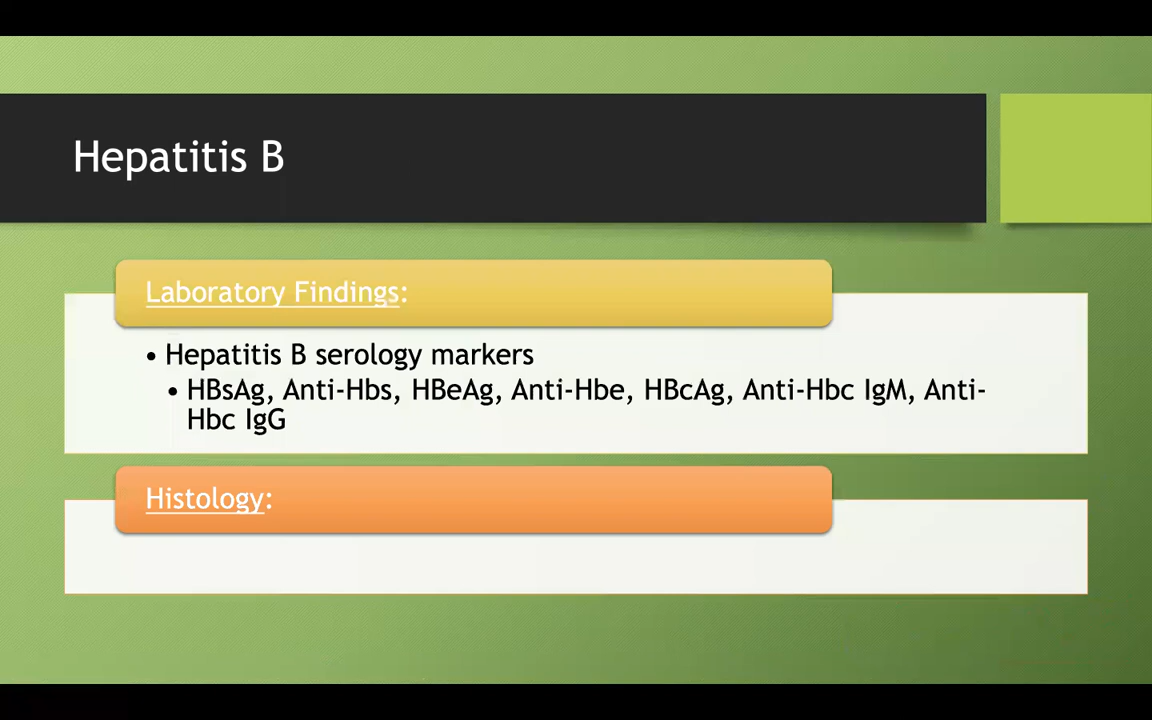 Hepatitis B
Laboratory Findings:
• Hepatitis B serology markers
• HBsAg, Anti-Hbs, HBeAg, Anti-Hbe, HBcAg, Anti-Hbc IgM, Anti-
Hbc IgG
Histology: